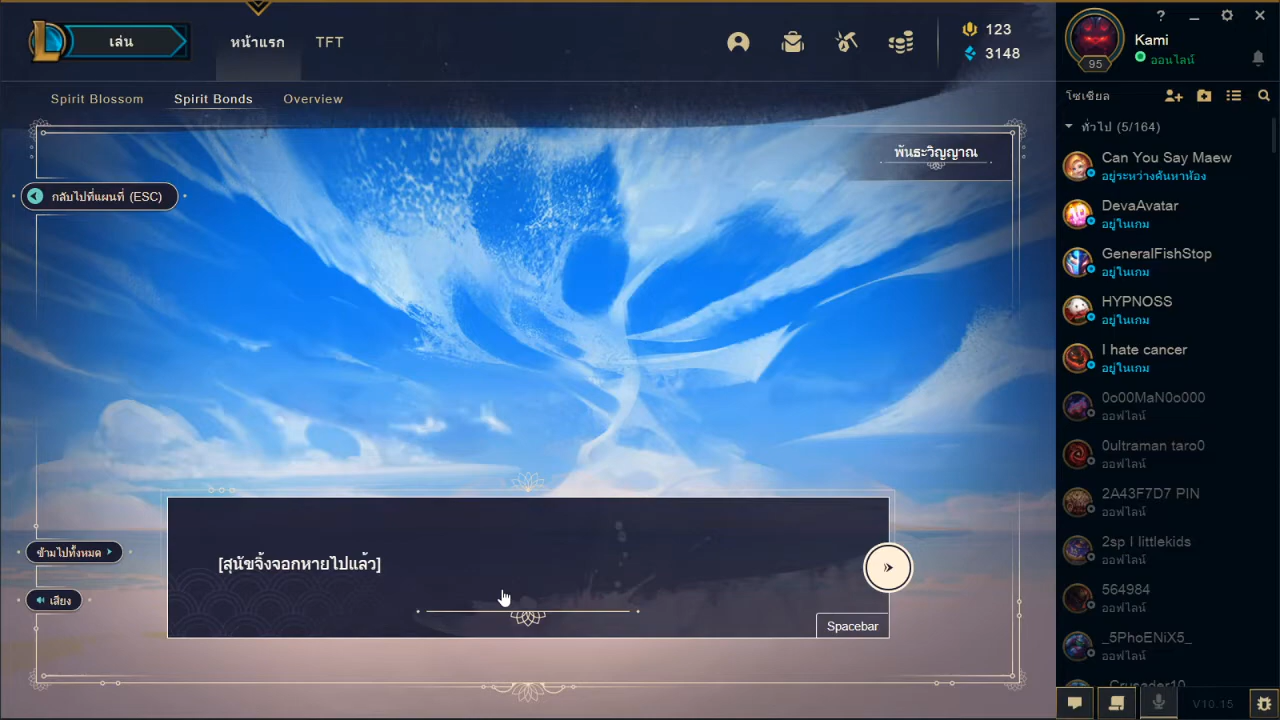 เล่น
หน้าแรก
TFT
123
3148
?
Kami
95
ออนไลน์
Spirit Blossom
Spirit Bonds
Overview
โซเชียล
ทั่วไป (5/164)
พันธะวิญญาณ
กลับไปที่แผนที่ (ESC)
Can You Say Maew
อยู่ระหว่างค้นหาห้อง
DevaAvatar
อยู่ในเกม
GeneralFishStop
อยู่ในเกม
HYPNOSS
อยู่ในเกม
I hate cancer
อยู่ในเกม
0o00MaN0o000
ออฟไลน์
0ultraman taro0
ออฟไลน์
2A43F7D7 PIN
ออฟไลน์
2sp I littlekids
ออฟไลน์
564984
ออฟไลน์
_5PhoENiX5_
ออฟไลน์
_Crusader10_
ข้ามไปทั้งหมด
เสียง
[สุนัขจิ้งจอกหายไปแล้ว]
Spacebar
V10.15